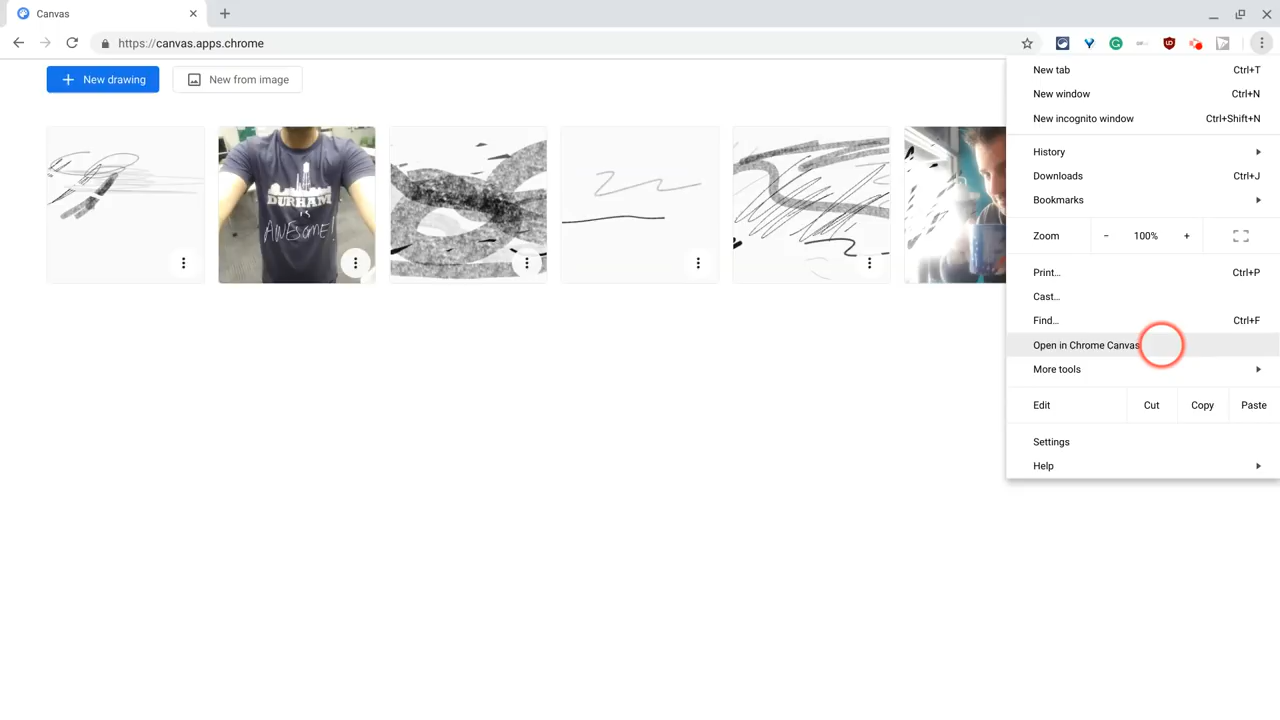 Canvas
https://canvas.apps.chrome
New drawing
New from image
DURHAM
IS
AWESOME!
New tab Ctrl+T
New window Ctrl+N
New incognito window Ctrl+Shift+N
History
Downloads Ctrl+J
Bookmarks
Zoom - 100% +
Print... Ctrl+P
Cast...
Find... Ctrl+F
Open in Chrome Canvas
More tools
Edit Cut Copy Paste
Settings
Help